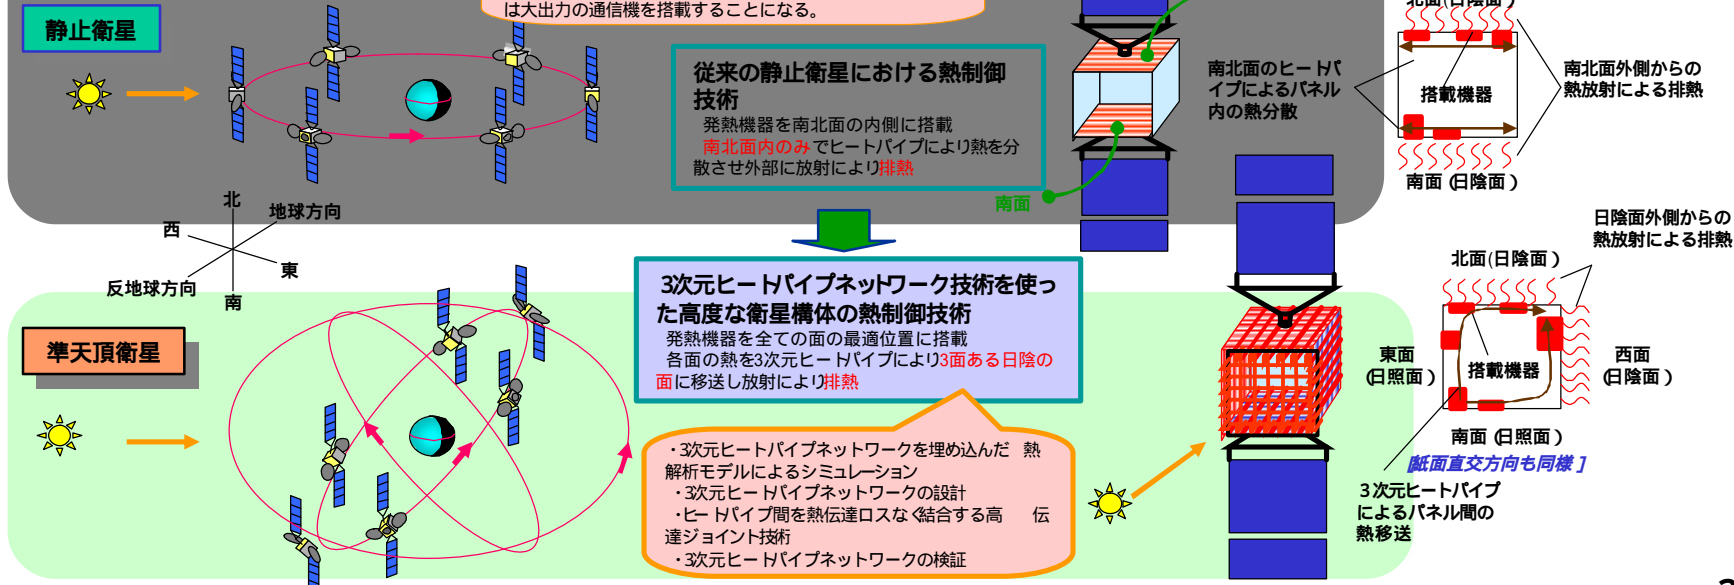 は大出力の通信機を搭載することになる。
静止衛星
従来の静止衛星における熱制御
技術
発熱機器を南北面の内側に搭載
南北面内のみでヒートパイプにより熱を分
散させ外部に放射により排熱
南面
南北面のヒートパ
イプによるパネル
内の熱分散
北面(日陰面)
搭載機器
南面(日陰面)
南北面外側からの
熱放射による排熱
北
地球方向
西
東
反地球方向
南
準天頂衛星
3次元ヒートパイプネットワーク技術を使っ
た高度な衛星構体の熱制御技術
発熱機器を全ての面の最適位置に搭載
各面の熱を3次元ヒートパイプにより3面ある日陰の
面に移送し放射により排熱
・3次元ヒートパイプネットワークを埋め込んだ 熱
解析モデルによるシミュレーション
・3次元ヒートパイプネットワークの設計
・ヒートパイプ間を熱伝達ロスなく結合する高 伝
達ジョイント技術
・3次元ヒートパイプネットワークの検証
日陰面外側からの
熱放射による排熱
北面(日陰面)
東面
(日照面)
搭載機器
西面
(日陰面)
南面(日照面)
[紙面直交方向も同様]
3次元ヒートパイプ
によるパネル間の
熱移送